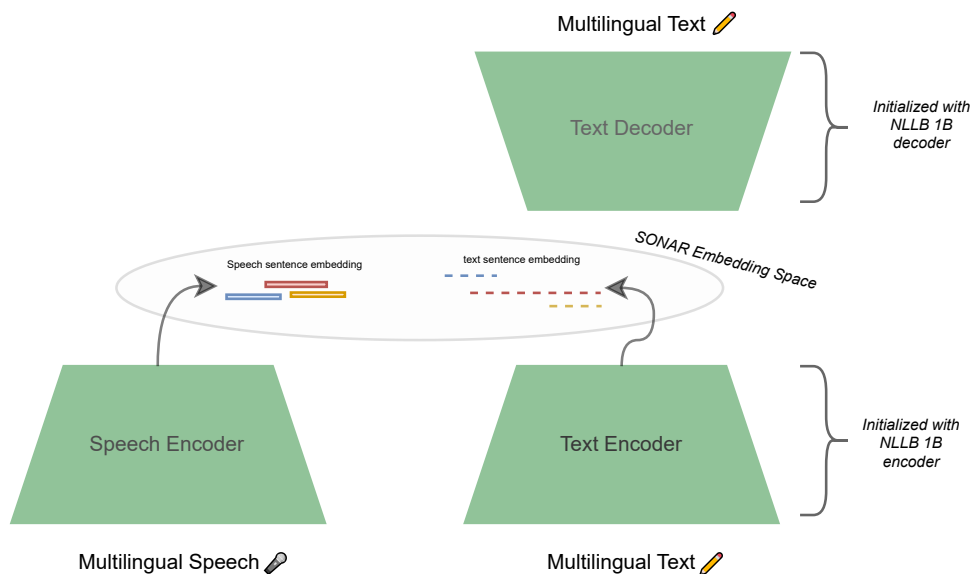 Multilingual Text
Text Decoder
Initialized with
NLLB 1B
decoder
SONAR Embedding Space
Speech sentence embedding
text sentence embedding
Speech Encoder
Text Encoder
Initialized with
NLLB 1B
encoder
Multilingual Speech
Multilingual Text